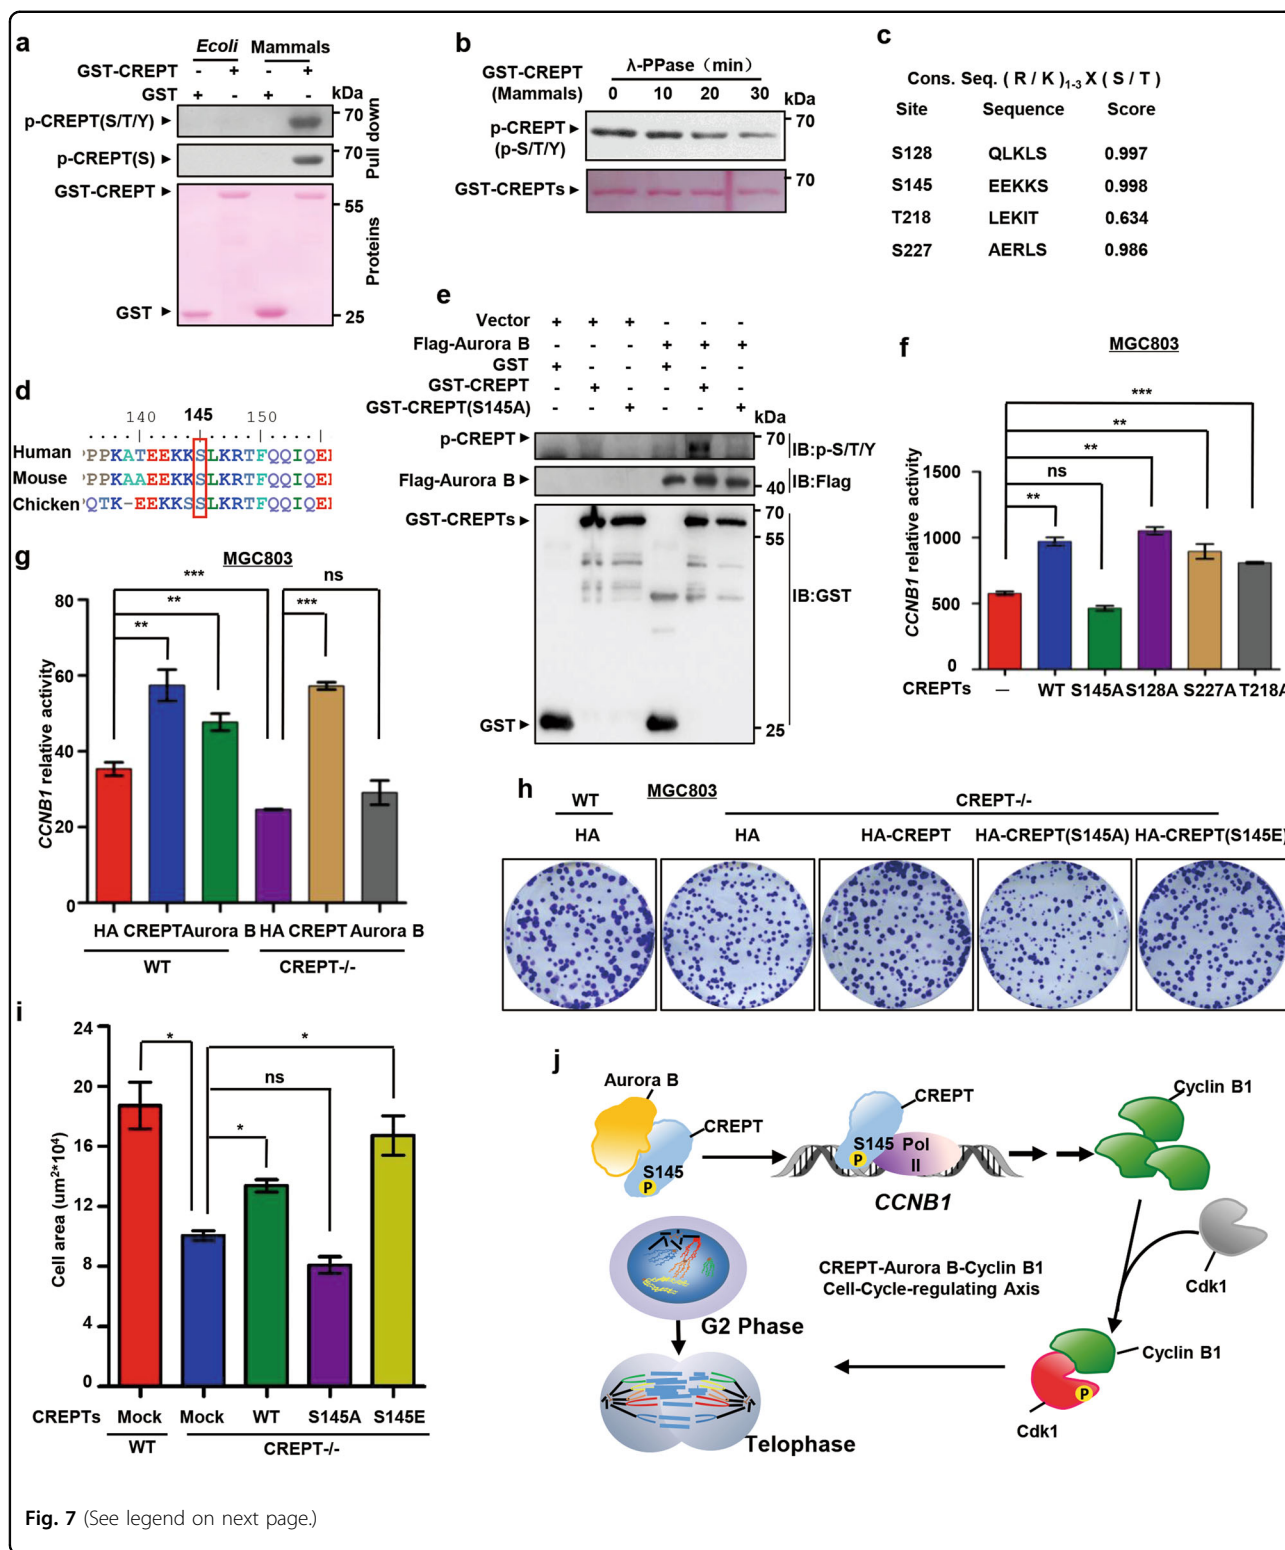 a
Ecoli Mammals
GST-CREPT - + - +
GST + - + - kDa
p-CREPT(S/T/Y) 70
p-CREPT(S) 70
Pull down
GST-CREPT 55
Proteins
GST 25
b
λ-PPase（min）
GST-CREPT
(Mammals) 0 10 20 30 kDa
p-CREPT 70
(p-S/T/Y)
GST-CREPTs 70
c
Cons. Seq. ( R / K )1-3 X ( S / T )
Site Sequence Score
S128 QLKLS 0.997
S145 EEKKS 0.998
T218 LEKIT 0.634
S227 AERLS 0.986
d
140 145 150
Human PPKATEEKKSLKRTFQQIQE
Mouse PPKAAEEKKSLKRTFQQIQE
Chicken QTK-EEKKSSLKRTFQQIQE
e
Vector + + + - - -
Flag-Aurora B - - - + + +
GST + - - + - -
GST-CREPT - + - - + -
GST-CREPT(S145A) - - + - - +
kDa
p-CREPT 70 IB:p-S/T/Y
Flag-Aurora B 40 IB:Flag
GST-CREPTs 70
55
IB:GST
GST 25
f
MGC803
***
**
**
ns
**
CCNB1 relative activity
1500
1000
500
0
CREPTs — WT S145A S128A S227A T218A
g
MGC803
*** ns
** ***
**
CCNB1 relative activity
80
60
40
20
0
HA CREPT Aurora B HA CREPT Aurora B
WT CREPT-/-
h
MGC803
WT CREPT-/-
HA HA HA-CREPT HA-CREPT(S145A) HA-CREPT(S145E)
i
* *
ns
*
Cell area (um2*104)
24
20
16
12
8
4
0
CREPTs Mock Mock WT S145A S145E
WT CREPT-/-
j
Aurora B
CREPT
S145
P
CREPT
S145
P
Pol
II
CCNB1
Cyclin B1
Cdk1
CREPT-Aurora B-Cyclin B1
Cell-Cycle-regulating Axis
G2 Phase
Cyclin B1
P
Cdk1
Telophase
Fig. 7 (See legend on next page.)